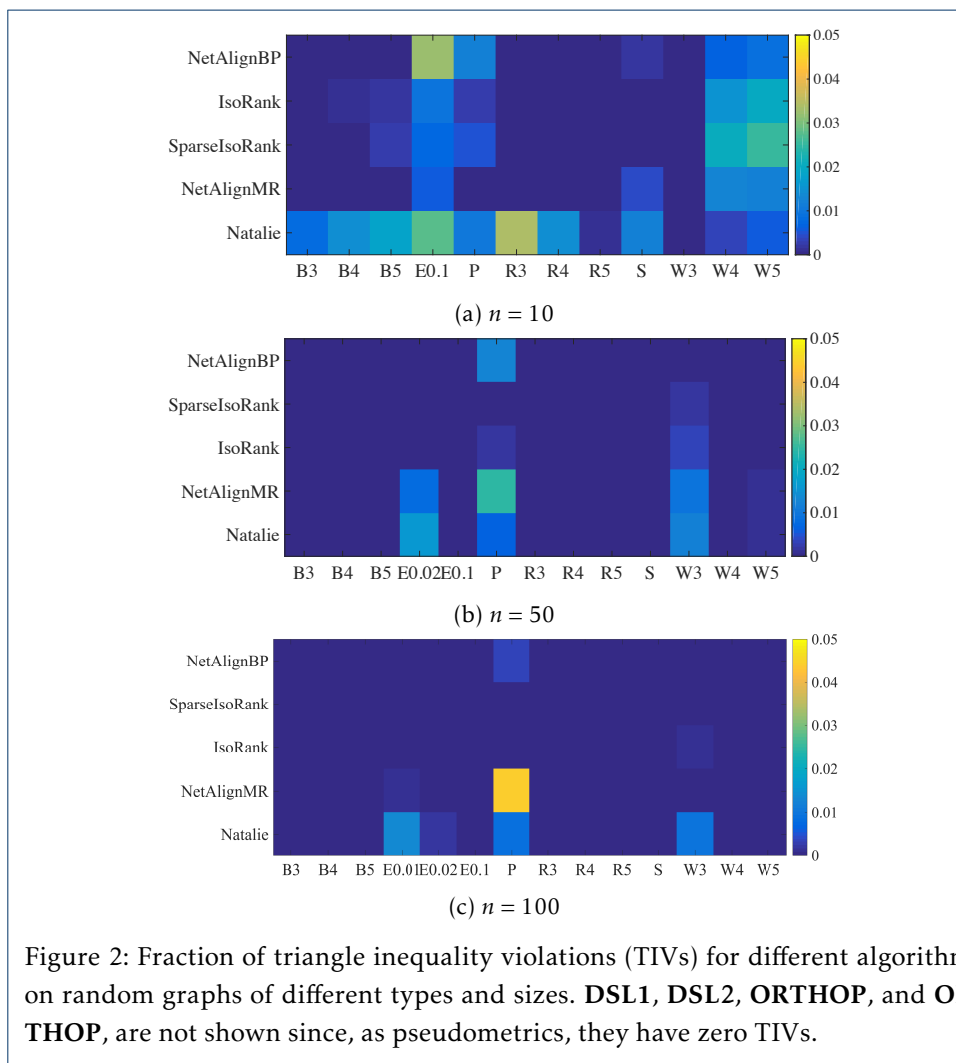 NetAlignBP
IsoRank
SparseIsoRank
NetAlignMR
Natalie
B3 B4 B5 E0.1 P R3 R4 R5 S W3 W4 W5
0.05
0.04
0.03
0.02
0.01
0
(a) n = 10
NetAlignBP
SparseIsoRank
IsoRank
NetAlignMR
Natalie
B3 B4 B5 E0.02 E0.1 P R3 R4 R5 S W3 W4 W5
0.05
0.04
0.03
0.02
0.01
0
(b) n = 50
NetAlignBP
SparseIsoRank
IsoRank
NetAlignMR
Natalie
B3 B4 B5 E0.01 E0.02 E0.1 P R3 R4 R5 S W3 W4 W5
0.05
0.04
0.03
0.02
0.01
0
(c) n = 100
Figure 2: Fraction of triangle inequality violations (TIVs) for different algorithm
on random graphs of different types and sizes. DSL1, DSL2, ORTHOP, and O
THOP, are not shown since, as pseudometrics, they have zero TIVs.